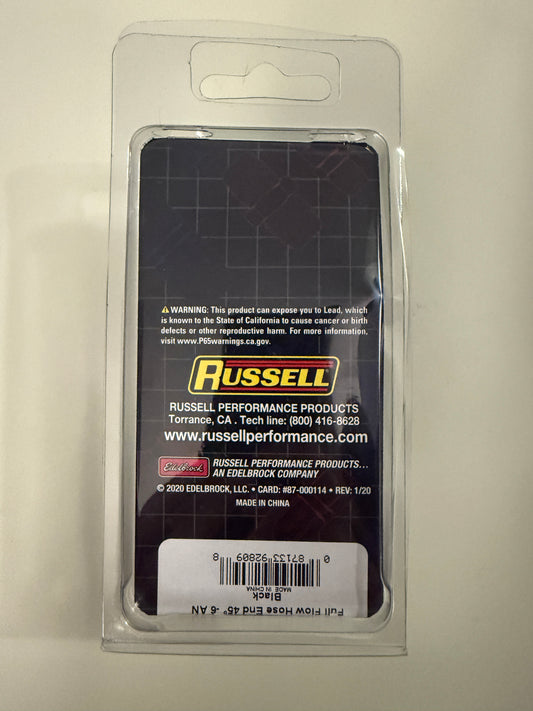 ⚠ WARNING: This product can expose you to Lead, which
is known to the State of California to cause cancer or birth
defects or other reproductive harm. For more information,
visit www.P65warnings.ca.gov.
RUSSELL®
RUSSELL PERFORMANCE PRODUCTS
Torrance, CA . Tech line: (800) 416-8628
www.russellperformance.com
Edelbrock
RUSSELL PERFORMANCE PRODUCTS...
AN EDELBROCK COMPANY
© 2020 EDELBROCK, LLC. • CARD: #87-000114 • REV: 1/20
MADE IN CHINA
Full Flow Hose End 45° -6 AN
Black
MADE IN CHINA
0 87133 92809 8